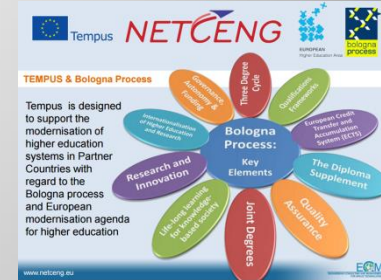 Tempus
NETCENG
EUROPEAN
Higher Education Area
bologna
process
TEMPUS & Bologna Process
Tempus is designed
to support the
modernisation of
higher education
systems in Partner
Countries with
regard to the
Bologna process
and European
modernisation agenda
for higher education
Bologna
Process:
Key
Elements
Three Degree
Cycle
Qualifications
Frameworks
European Credit
Transfer and
Accumulation
System (ECTS)
The Diploma
Supplement
Quality
Assurance
Joint Degrees
Life-long learning
for knowledge-
based society
Research and
Innovation
Internationalisation
of Higher Education
and Research
Governance,
Autonomy &
Funding
www.netceng.eu